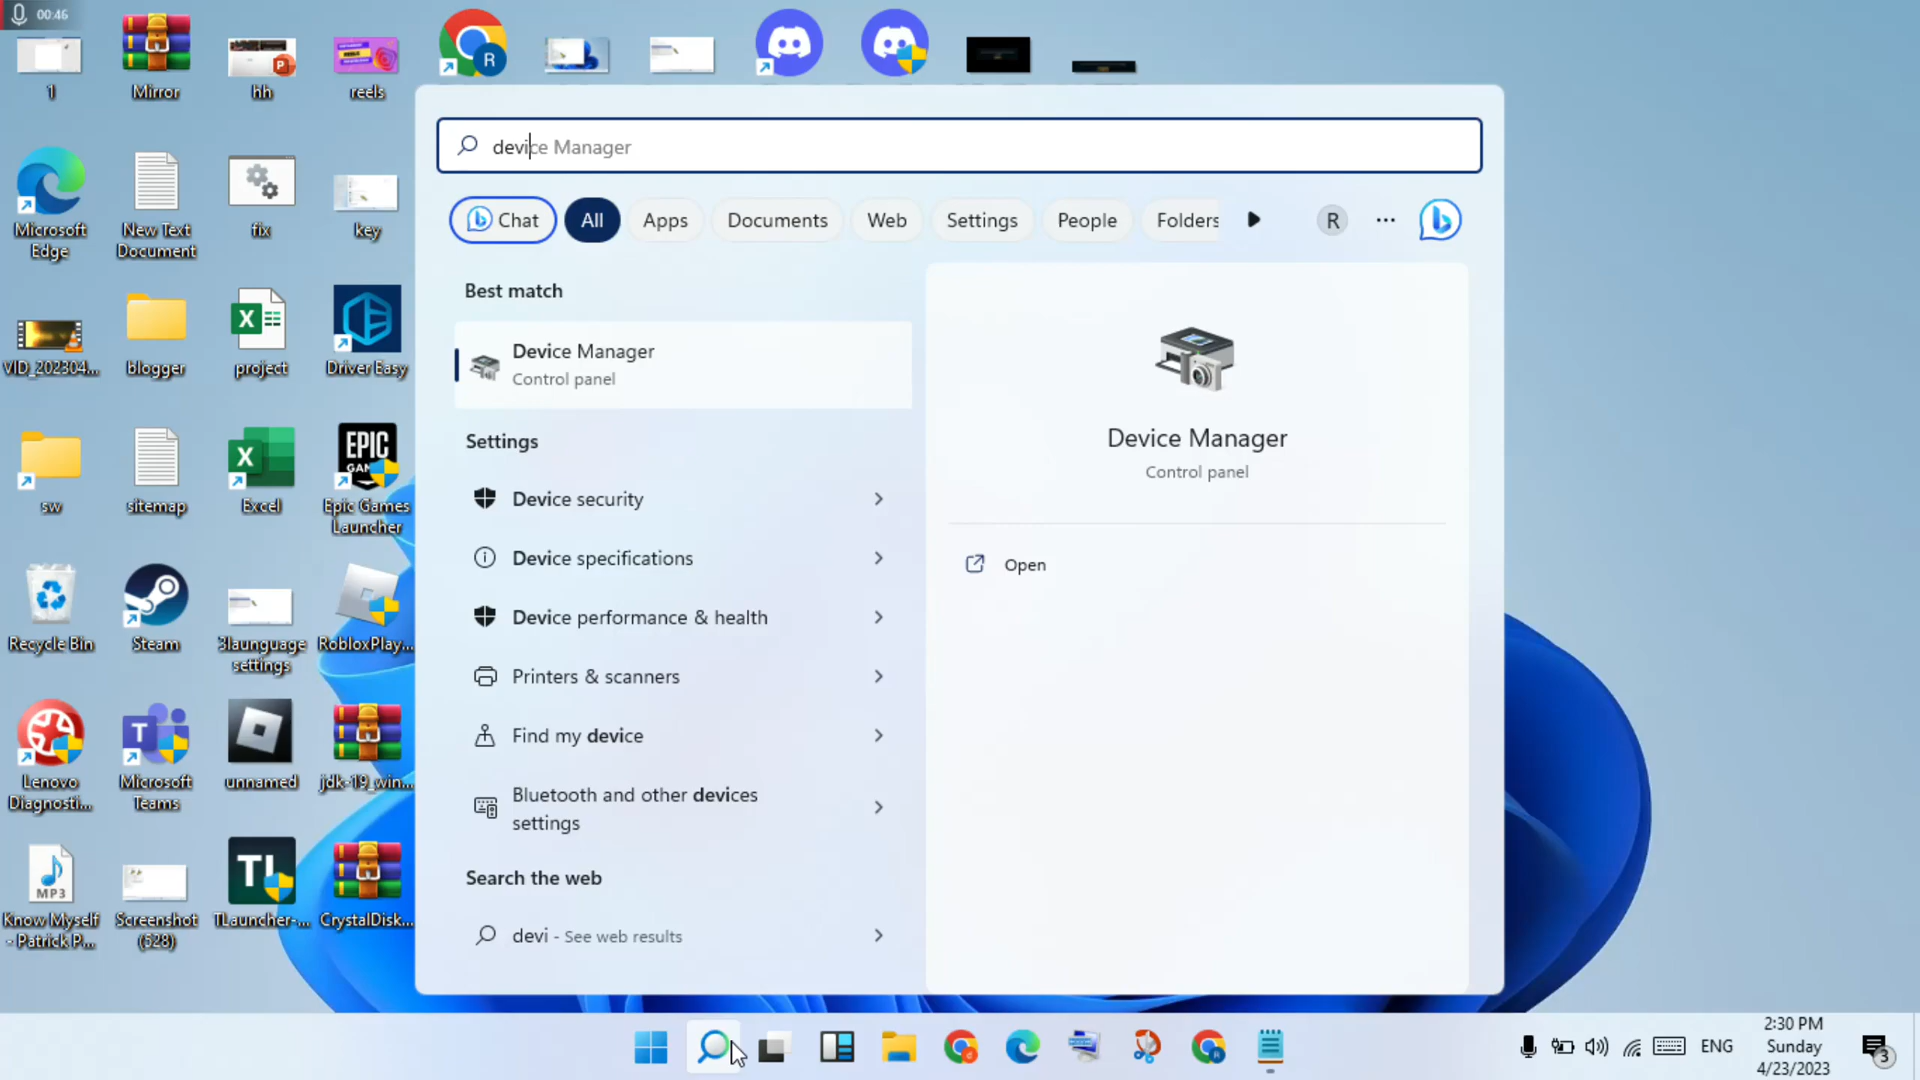 00:46
1
Mirror
hh
reels
R
device Manager
Microsoft
Edge
New Text
Document
fix
key
Chat
All
Apps
Documents
Web
Settings
People
Folders
R
...
Best match
Device Manager
Control panel
Device Manager
Control panel
Open
Settings
Device security
Device specifications
Device performance & health
Printers & scanners
Find my device
Bluetooth and other devices
settings
Search the web
devi - See web results
VID_202304...
blogger
project
Driver Easy
sw
sitemap
Excel
EPIC
Epic Games
Launcher
Recycle Bin
Steam
3launguage
settings
RobloxPlay...
Lenovo
Diagnosti...
Microsoft
Teams
unnamed
jdk-19_win...
MP3
Know Myself
- Patrick P...
Screenshot
(528)
TL
TLauncher-...
CrystalDisk...
ENG
2:30 PM
Sunday
4/23/2023
3